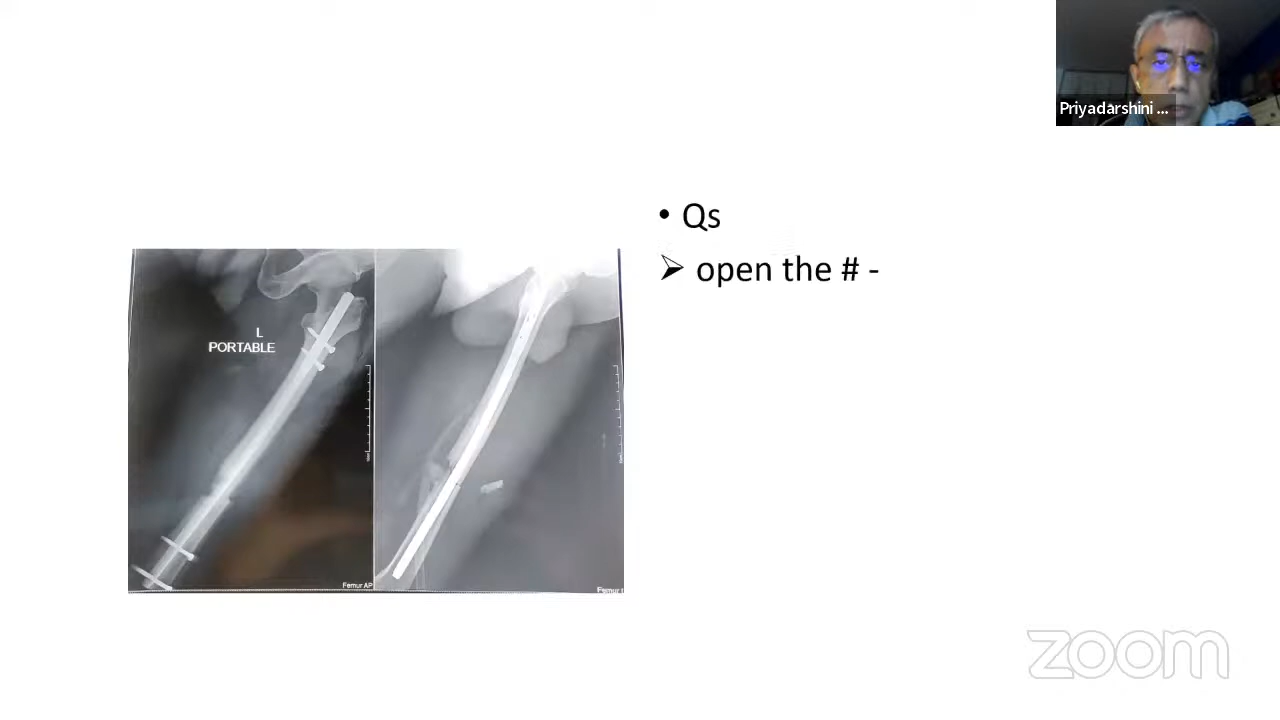 Priyadarshini ...
• Qs
➢ open the # -
L
PORTABLE
Femur AP
zoom